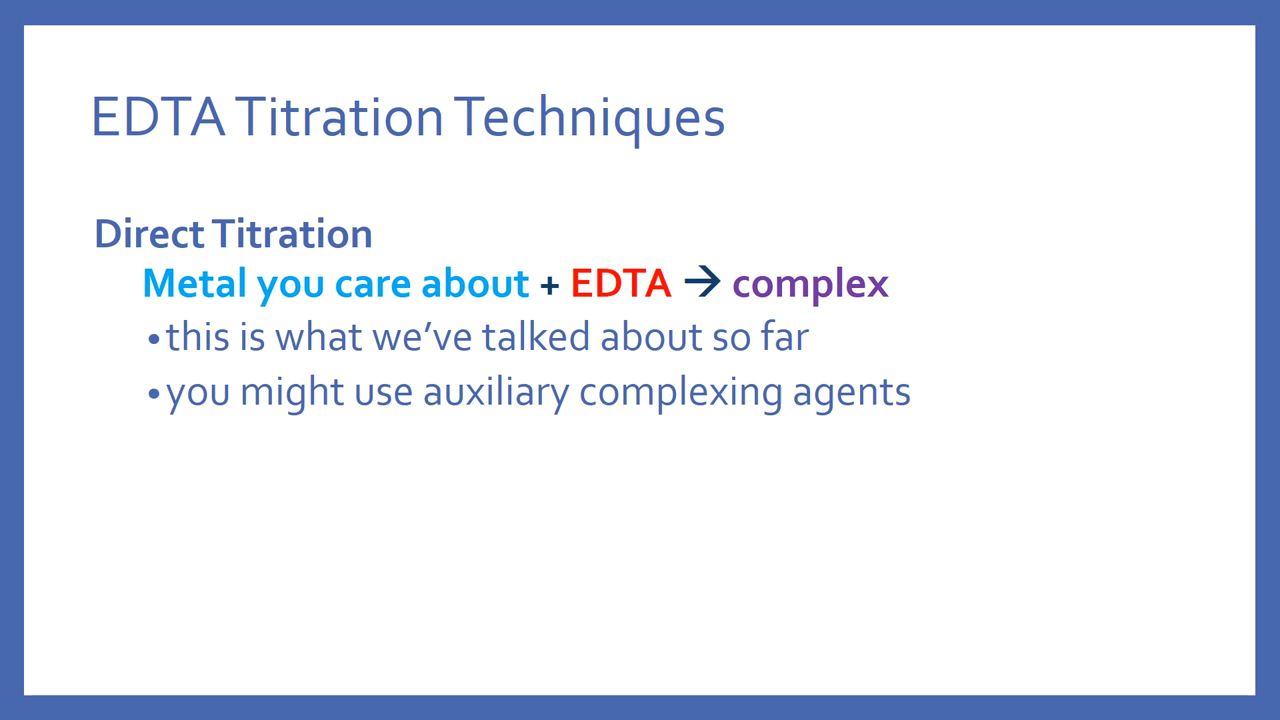 EDTA Titration Techniques
Direct Titration
Metal you care about + EDTA → complex
•this is what we’ve talked about so far
•you might use auxiliary complexing agents